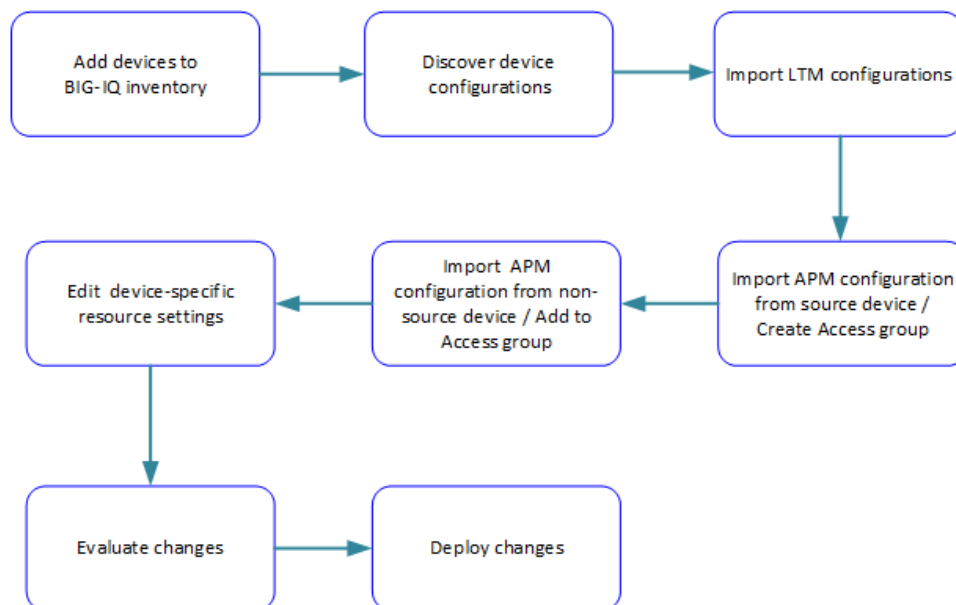 Add devices to
BIG-IQ inventory
Discover device
configurations
Import LTM configurations
Import APM configuration
from source device /
Create Access group
Import APM
configuration from non-
source device / Add to
Access group
Edit device-specific
resource settings
Evaluate changes
Deploy changes